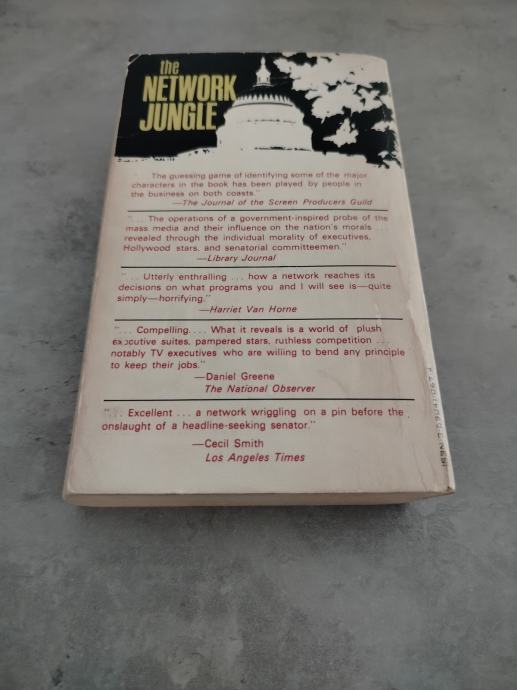 the
NETWORK
JUNGLE
The guessing game of identifying some of the major
characters in the book has been played by people in
the business on both coasts."
—The Journal of the Screen Producers Guild
"... The operations of a government-inspired probe of the
mass media and their influence on the nation's morals
revealed through the individual morality of executives,
Hollywood stars, and senatorial committeemen."
—Library Journal
"... Utterly enthralling ... how a network reaches its
decisions on what programs you and I will see is—quite
simply—horrifying."
—Harriet Van Horne
"... Compelling.... What it reveals is a world of plush
executive suites, pampered stars, ruthless competition ...
notably TV executives who are willing to bend any principle
to keep their jobs."
—Daniel Greene
The National Observer
"... Excellent ... a network wriggling on a pin before the
onslaught of a headline-seeking senator."
—Cecil Smith
Los Angeles Times